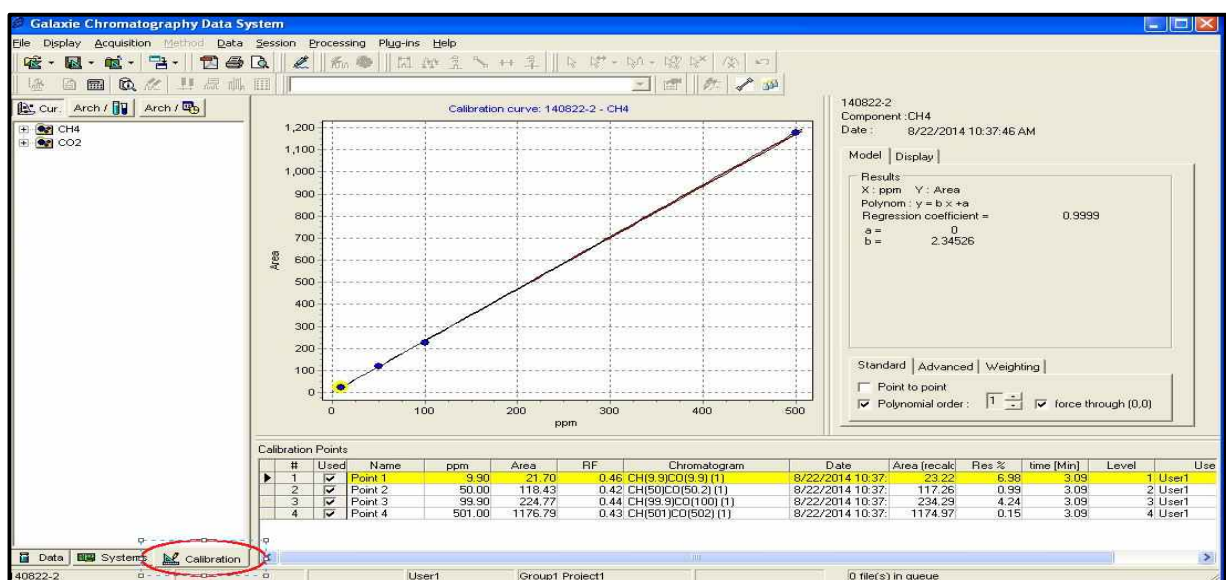 Galaxie Chromatography Data System
File Display Acquisition Method Data Session Processing Plug-ins Help
Cur. Arch / Arch /
CH4
CO2
Calibration curve: 140822-2 - CH4
1,200
1,100
1,000
900
800
700
600
500
400
300
200
100
0
Area
0 100 200 300 400 500
ppm
140822-2
Component :CH4
Date : 8/22/2014 10:37:46 AM
Model Display
Results
X : ppm Y : Area
Polynom : y = b x +a
Regression coefficient = 0.9999
a = 0
b = 2.34526
Standard Advanced Weighting
Point to point
Polynomial order : 1 force through (0,0)
Calibration Points
# Used Name ppm Area RF Chromatogram Date Area (recalc Res % time [Min] Level Use
1 Point 1 9.90 21.70 0.46 CH(9.9)CO(9.9) (1) 8/22/2014 10:37: 23.22 6.98 3.09 1 User1
2 Point 2 50.00 118.43 0.42 CH(50)CO(50.2) (1) 8/22/2014 10:37: 117.26 0.99 3.09 2 User1
3 Point 3 99.90 224.77 0.44 CH(99.9)CO(100) (1) 8/22/2014 10:37: 234.29 4.24 3.09 3 User1
4 Point 4 501.00 1176.79 0.43 CH(501)CO(502) (1) 8/22/2014 10:37: 1174.97 0.15 3.09 4 User1
Data Systems Calibration
40822-2 User1 Group1 Project1 0 file(s) in queue